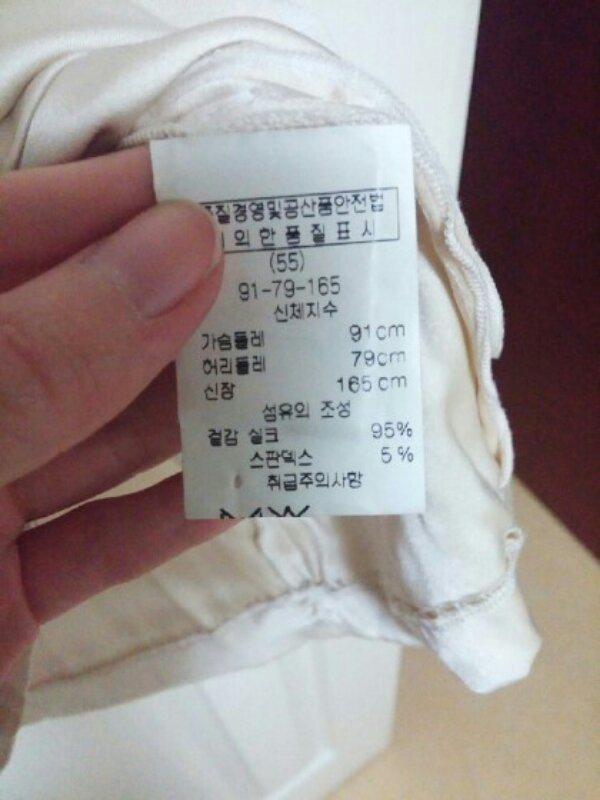 질경영및공산품안전법
의한품질표시
(55)
91-79-165
신체지수
가슴둘레 91cm
허리둘레 79cm
신장 165cm
섬유의 조성
겉감 실크 95%
스판덱스 5%
취급주의사항